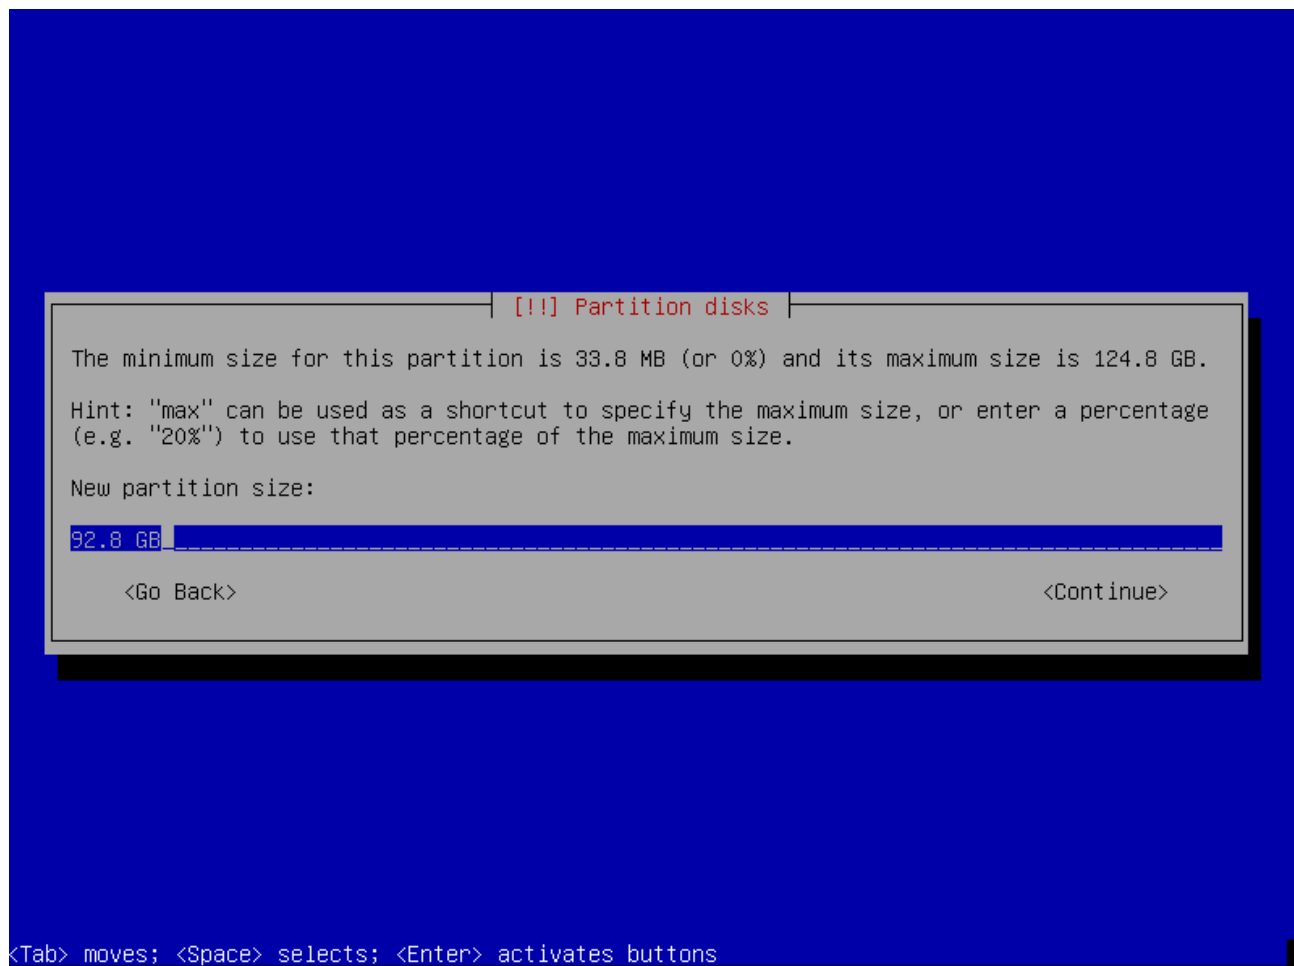 [!!] Partition disks
The minimum size for this partition is 33.8 MB (or 0%) and its maximum size is 124.8 GB.
Hint: "max" can be used as a shortcut to specify the maximum size, or enter a percentage
(e.g. "20%") to use that percentage of the maximum size.
New partition size:
92.8 GB
<Go Back> <Continue>
<Tab> moves; <Space> selects; <Enter> activates buttons